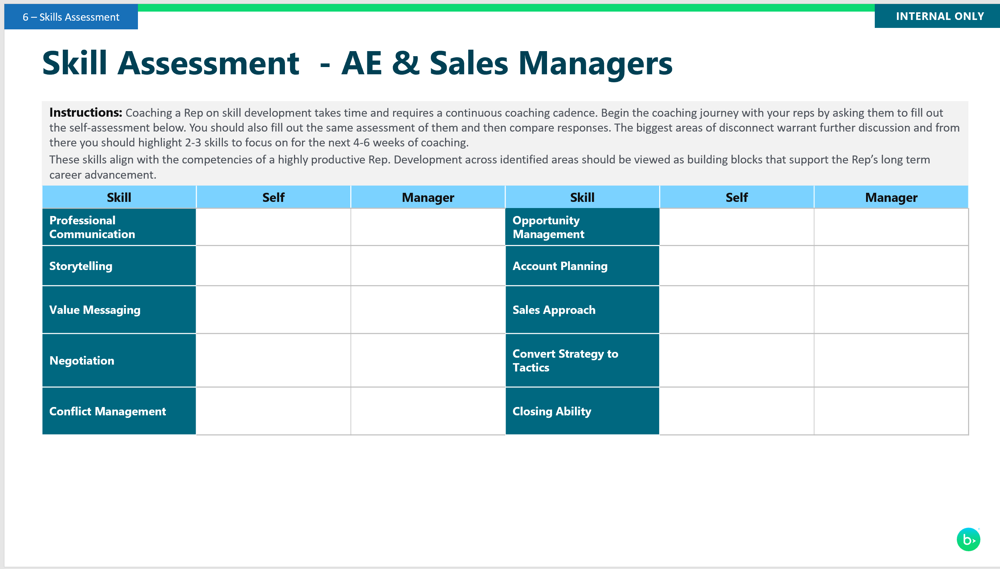 6 – Skills Assessment
INTERNAL ONLY
Skill Assessment  - AE & Sales Managers
Instructions: Coaching a Rep on skill development takes time and requires a continuous coaching cadence. Begin the coaching journey with your reps by asking them to fill out
the self-assessment below. You should also fill out the same assessment of them and then compare responses. The biggest areas of disconnect warrant further discussion and from
there you should highlight 2-3 skills to focus on for the next 4-6 weeks of coaching.
These skills align with the competencies of a highly productive Rep. Development across identified areas should be viewed as building blocks that support the Rep’s long term
career advancement.
Skill Self Manager Skill Self Manager
Professional
Communication
Opportunity
Management
Storytelling
Account Planning
Value Messaging
Sales Approach
Negotiation
Convert Strategy to
Tactics
Conflict Management
Closing Ability
b